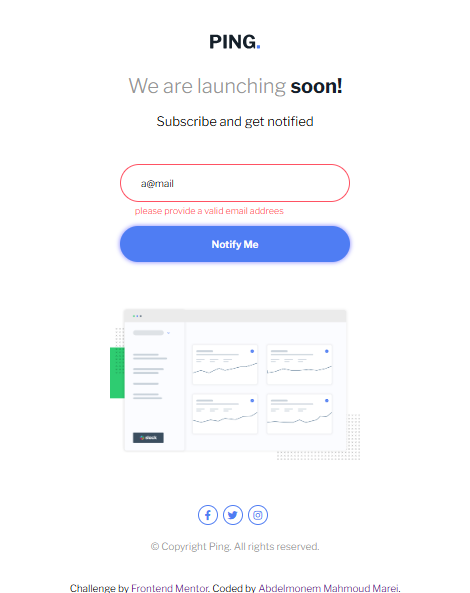 PING.
We are launching soon!
Subscribe and get notified
a@mail
please provide a valid email addrees
Notify Me
© Copyright Ping. All rights reserved.
Challenge by Frontend Mentor. Coded by Abdelmonem Mahmoud Marei.